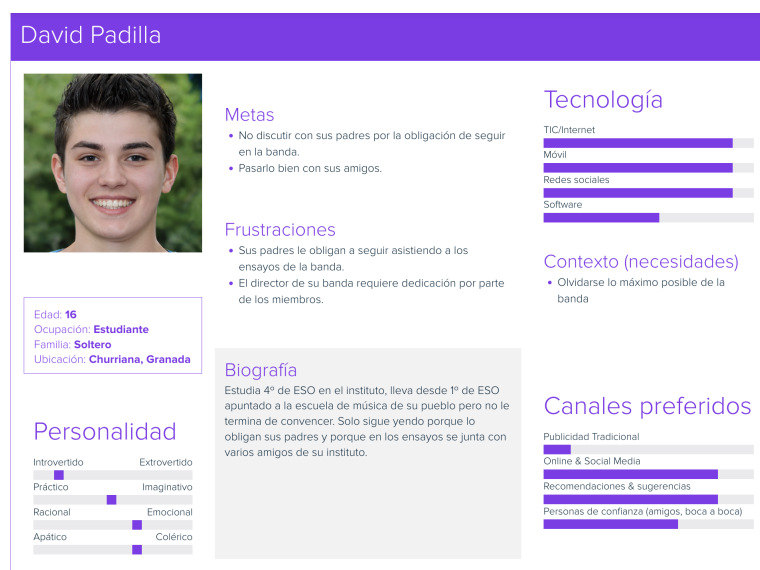 David Padilla
Metas
No discutir con sus padres por la obligación de seguir
en la banda.
Pasarlo bien con sus amigos.
Frustraciones
Sus padres le obligan a seguir asistiendo a los
ensayos de la banda.
El director de su banda requiere dedicación por parte
de los miembros.
Edad: 16
Ocupación: Estudiante
Familia: Soltero
Ubicación: Churriana, Granada
Personalidad
Introvertido Extrovertido
Práctico Imaginativo
Racional Emocional
Apático Colérico
Biografía
Estudia 4º de ESO en el instituto, lleva desde 1º de ESO
apuntado a la escuela de música de su pueblo pero no le
termina de convencer. Solo sigue yendo porque lo
obligan sus padres y porque en los ensayos se junta con
varios amigos de su instituto.
Tecnología
TIC/Internet
Móvil
Redes sociales
Software
Contexto (necesidades)
Olvidarse lo máximo posible de la
banda
Canales preferidos
Publicidad Tradicional
Online & Social Media
Recomendaciones & sugerencias
Personas de confianza (amigos, boca a boca)